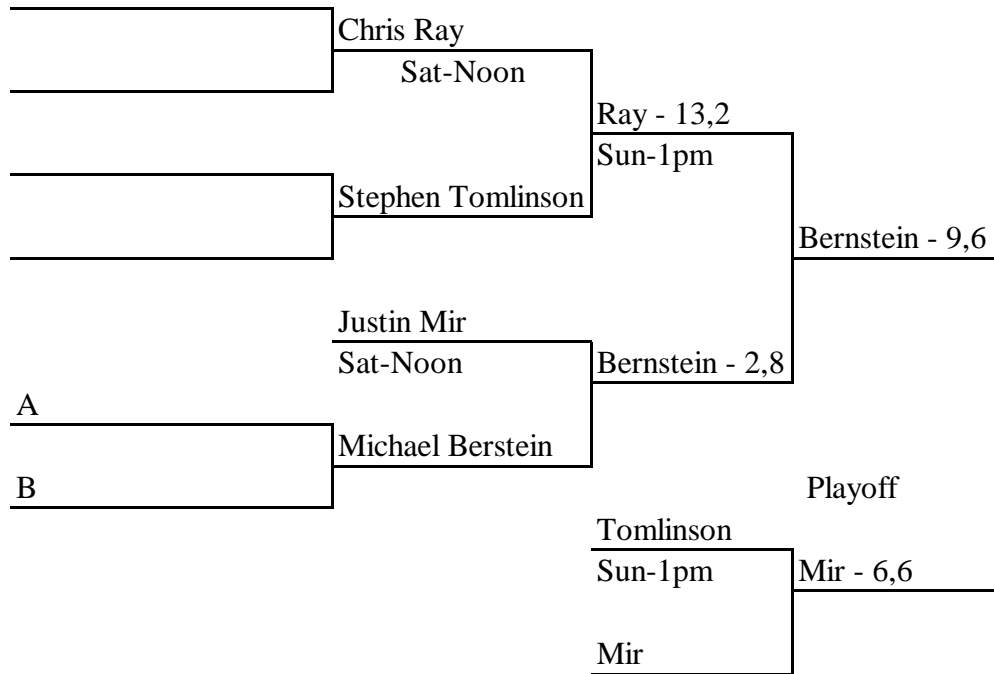 Chris Ray
Sat-Noon
Ray - 13,2
Sun-1pm
Stephen Tomlinson
Bernstein - 9,6
Justin Mir
Sat-Noon
Bernstein - 2,8
A
Michael Berstein
B
Playoff
Tomlinson
Sun-1pm
Mir - 6,6
Mir